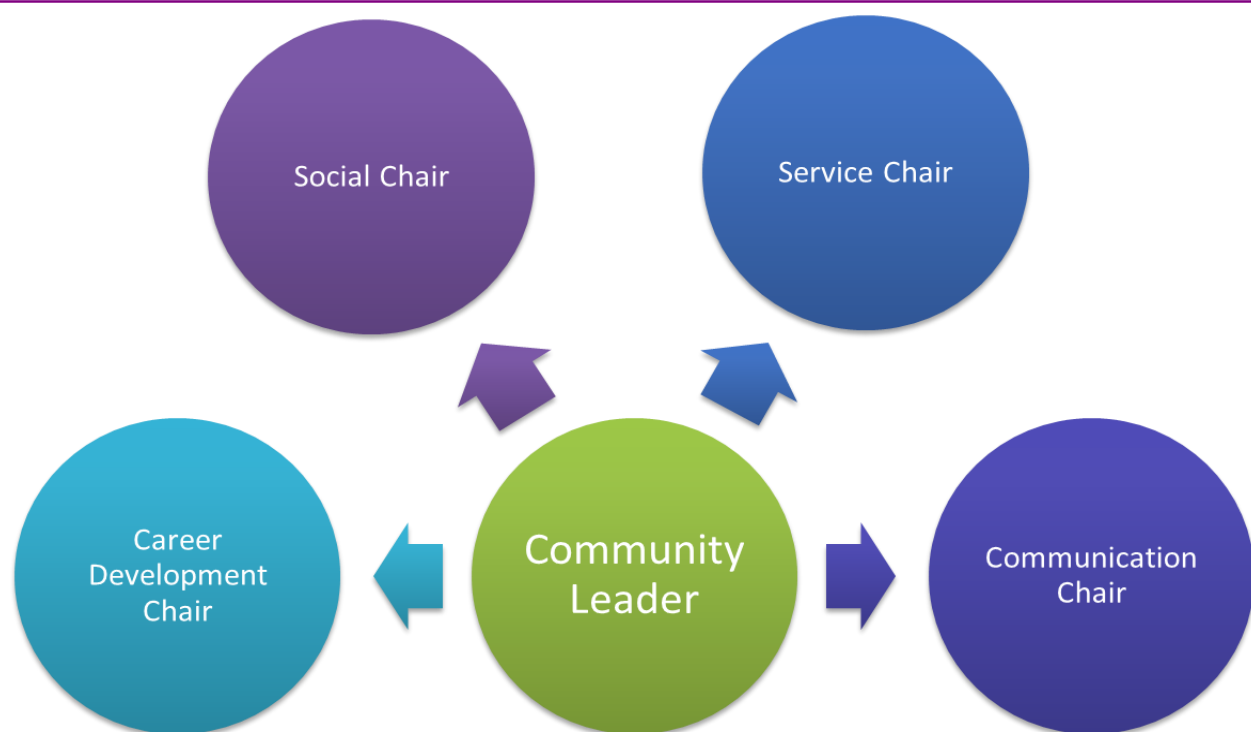 Social Chair
Service Chair
Career
Development
Chair
Community
Leader
Communication
Chair